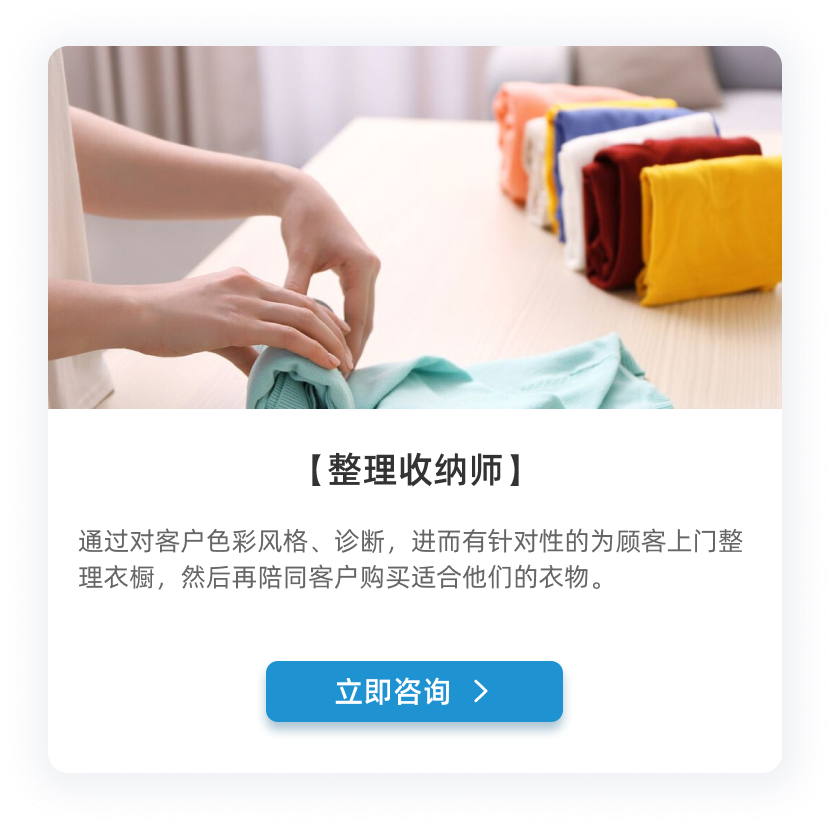 【整理收纳师】
通过对客户色彩风格、诊断，进而有针对性的为顾客上门整
理衣橱，然后再陪同客户购买适合他们的衣物。
立即咨询 >